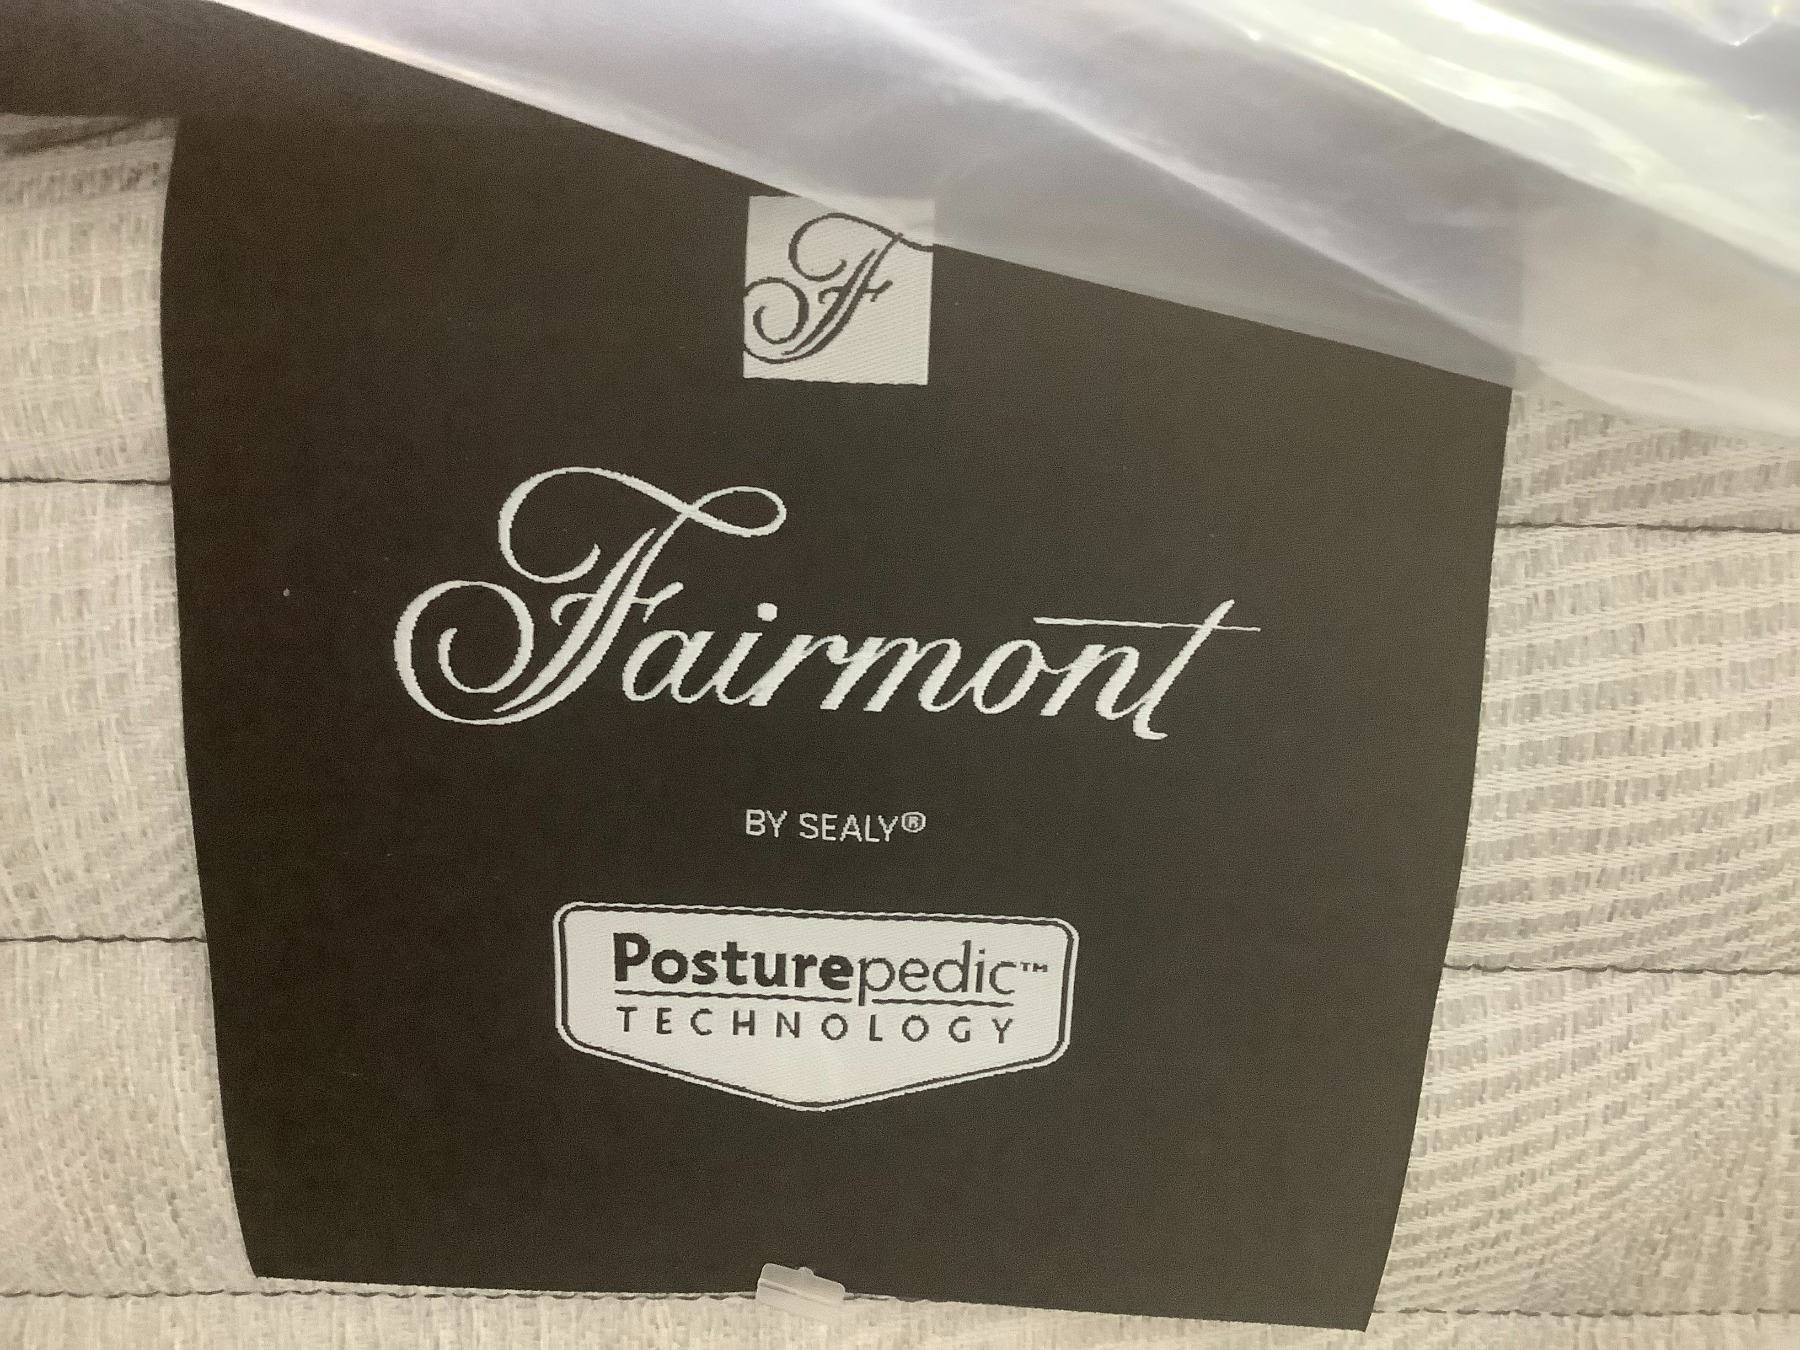 F
Fairmont
BY SEALY®
Posturepedic™
TECHNOLOGY